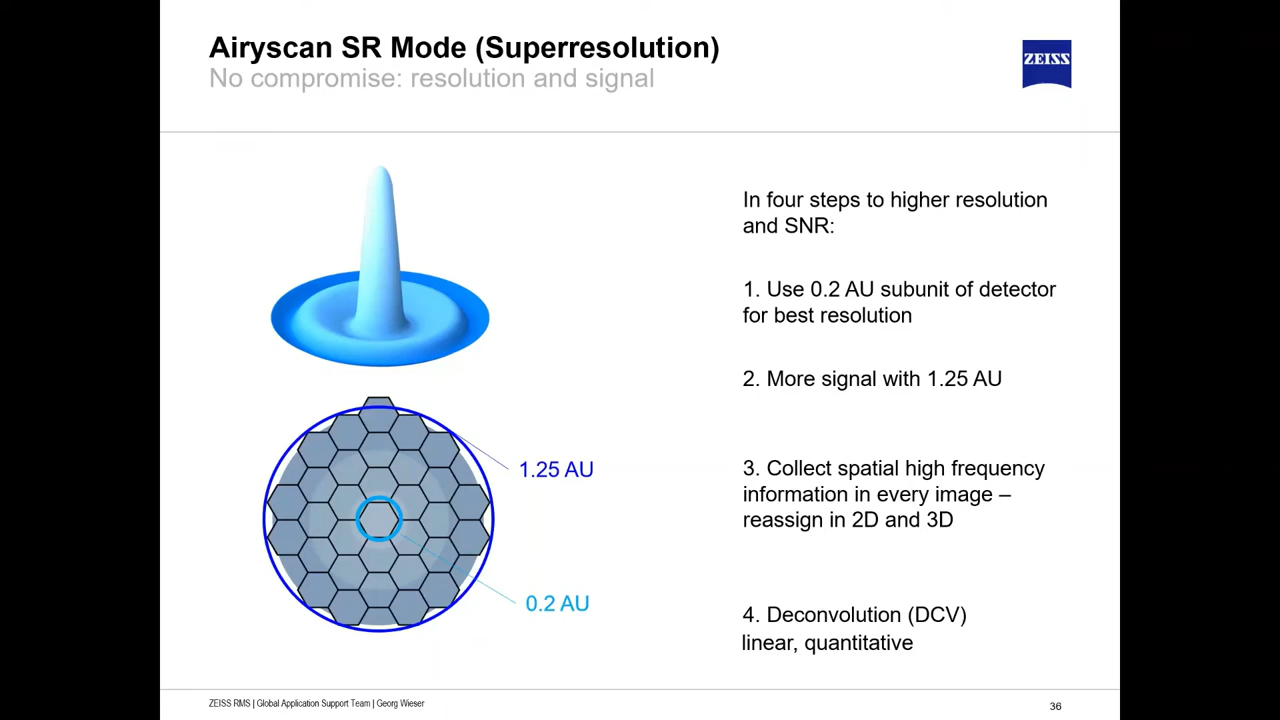 Airyscan SR Mode (Superresolution)
No compromise: resolution and signal
ZEISS
In four steps to higher resolution
and SNR:
1. Use 0.2 AU subunit of detector
for best resolution
2. More signal with 1.25 AU
1.25 AU
3. Collect spatial high frequency
information in every image –
reassign in 2D and 3D
0.2 AU
4. Deconvolution (DCV)
linear, quantitative
ZEISS RMS | Global Application Support Team | Georg Wieser
36